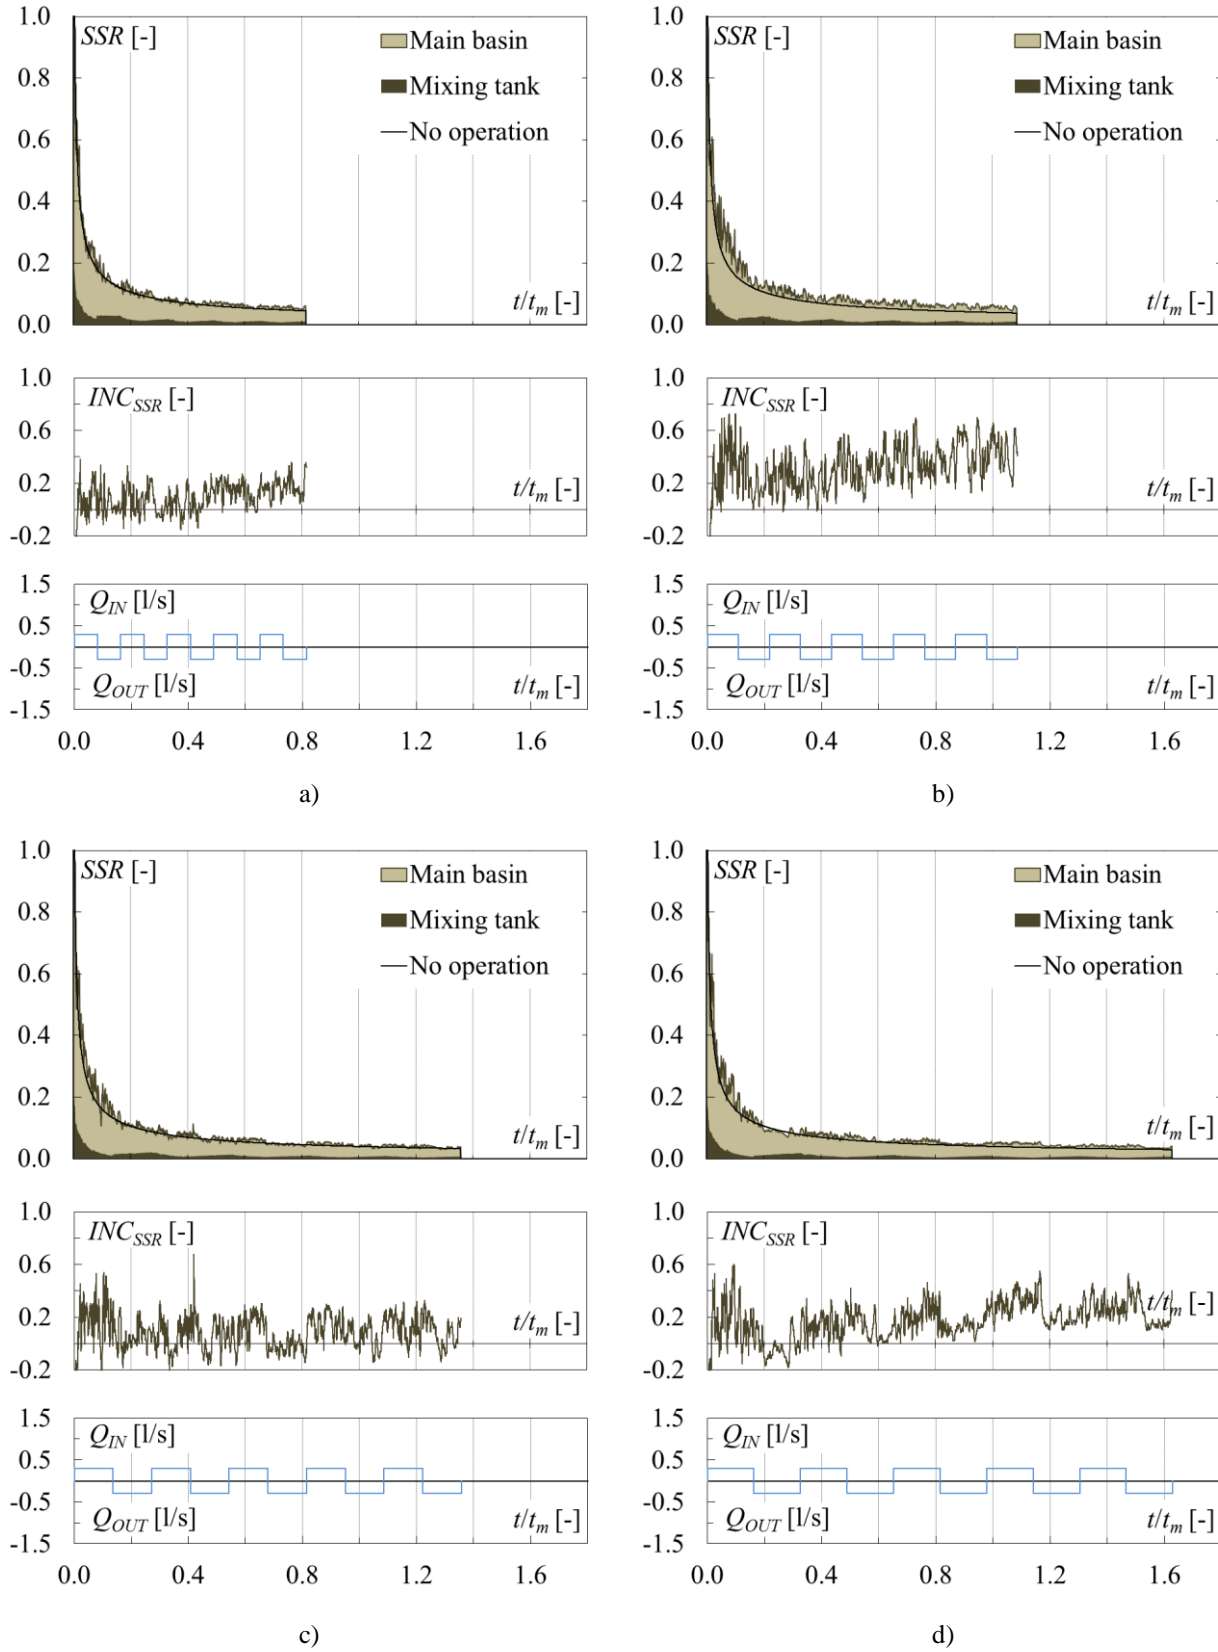 1.0
SSR [-]
Main basin
0.8
Mixing tank
0.6
No operation
0.4
0.2
t/tm [-]
0.0
1.0
INCSSR [-]
0.6
0.2
t/tm [-]
-0.2
1.5
QIN [l/s]
0.5
-0.5
QOUT [l/s]
t/tm [-]
-1.5
0.0 0.4 0.8 1.2 1.6
a)
1.0
SSR [-]
Main basin
0.8
Mixing tank
0.6
No operation
0.4
0.2
t/tm [-]
0.0
1.0
INCSSR [-]
0.6
0.2
t/tm [-]
-0.2
1.5
QIN [l/s]
0.5
-0.5
QOUT [l/s]
t/tm [-]
-1.5
0.0 0.4 0.8 1.2 1.6
b)
1.0
SSR [-]
Main basin
0.8
Mixing tank
0.6
No operation
0.4
0.2
t/tm [-]
0.0
1.0
INCSSR [-]
0.6
0.2
t/tm [-]
-0.2
1.5
QIN [l/s]
0.5
-0.5
QOUT [l/s]
t/tm [-]
-1.5
0.0 0.4 0.8 1.2 1.6
c)
1.0
SSR [-]
Main basin
0.8
Mixing tank
0.6
No operation
0.4
0.2
t/tm [-]
0.0
1.0
INCSSR [-]
0.6
0.2
t/tm [-]
-0.2
1.5
QIN [l/s]
0.5
-0.5
QOUT [l/s]
t/tm [-]
-1.5
0.0 0.4 0.8 1.2 1.6
d)